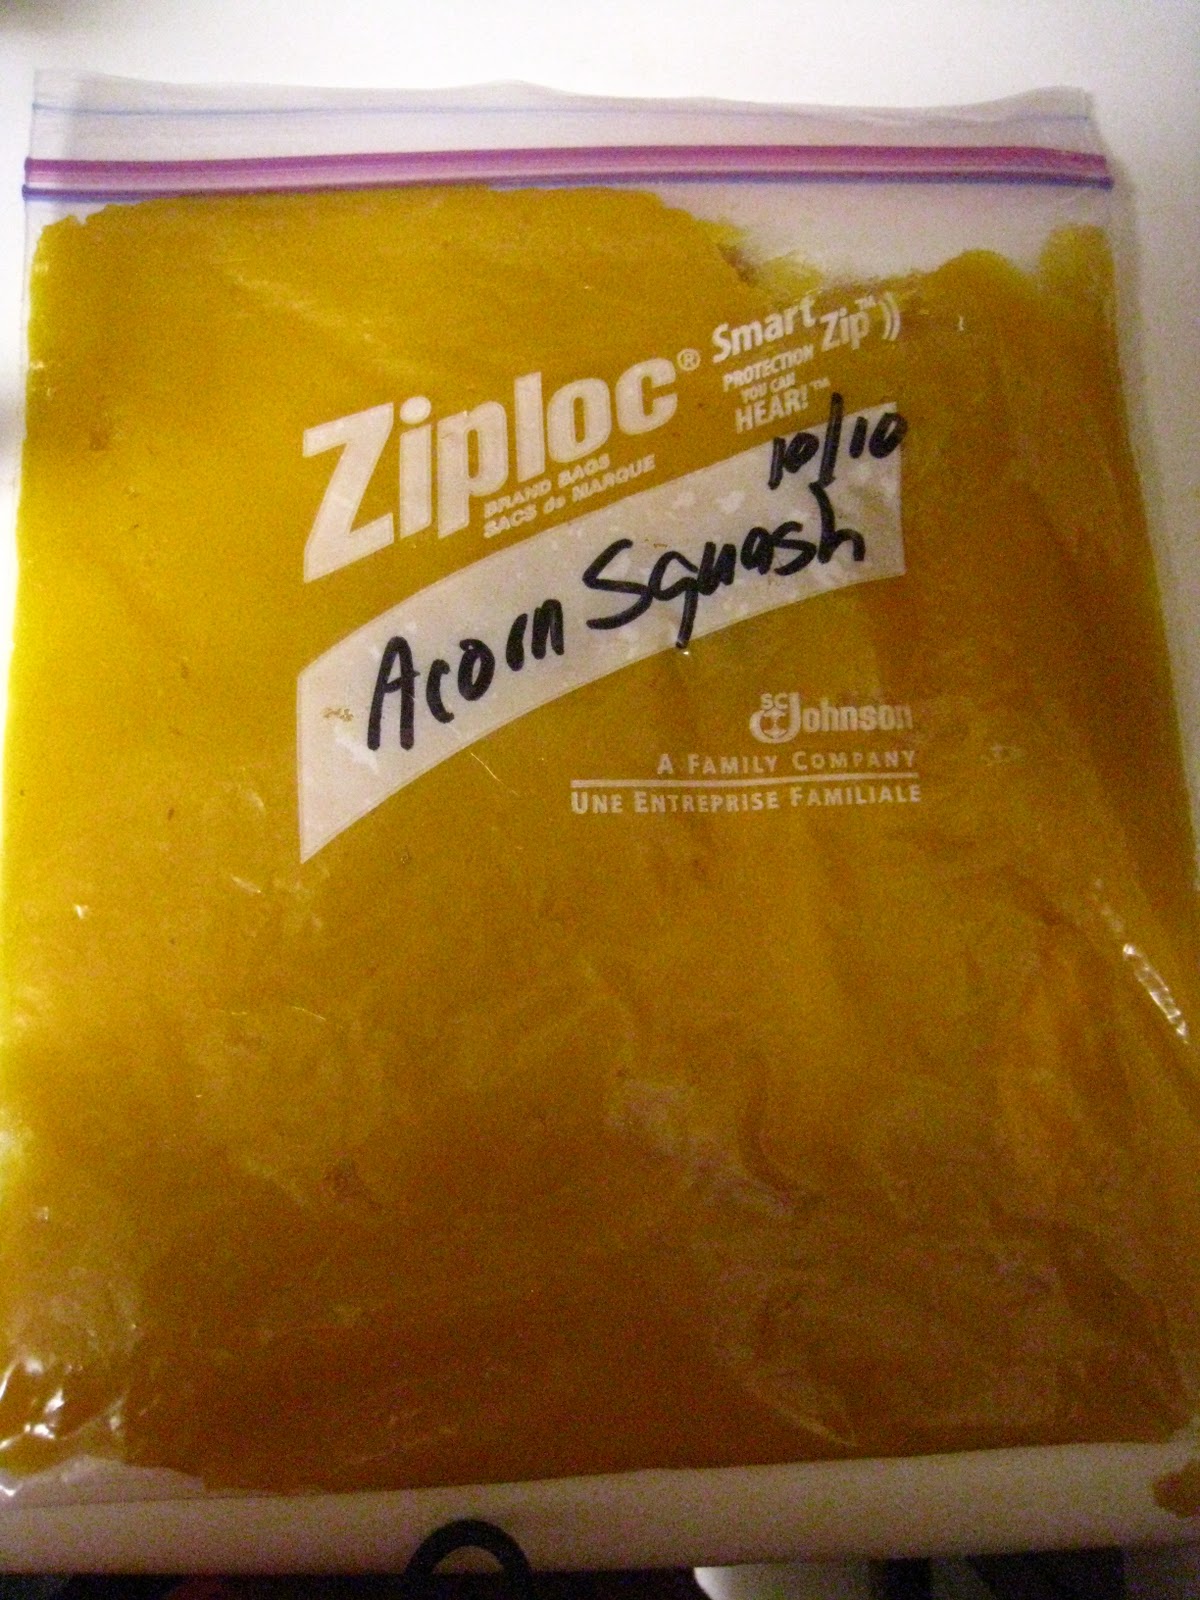 Ziploc®
Smart Zip™
PROTECTION
YOU CAN
HEAR!™
BRAND BAGS
SACS de MARQUE
10/10
Acorn Squash
SC Johnson
A FAMILY COMPANY
UNE ENTREPRISE FAMILIALE